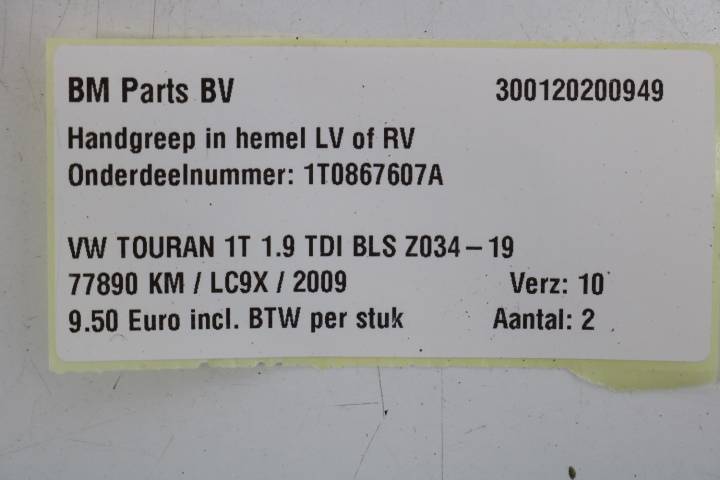 BM Parts BV 300120200949
Handgreep in hemel LV of RV
Onderdeelnummer: 1T0867607A
VW TOURAN 1T 1.9 TDI BLS Z034 – 19
77890 KM / LC9X / 2009 Verz: 10
9.50 Euro incl. BTW per stuk Aantal: 2